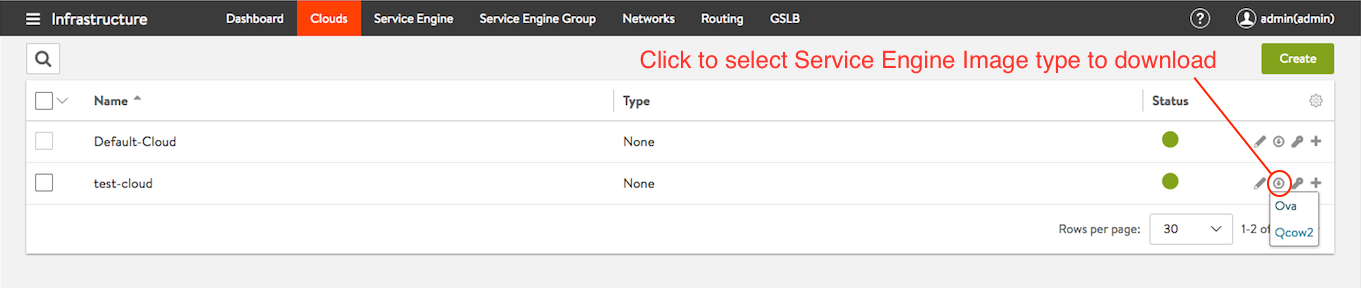 Infrastructure Dashboard Clouds Service Engine Service Engine Group Networks Routing GSLB ? admin(admin)
Click to select Service Engine Image type to download Create
Name Type Status
Default-Cloud None
test-cloud None
Ova
Rows per page: 30 1-2 of
Qcow2